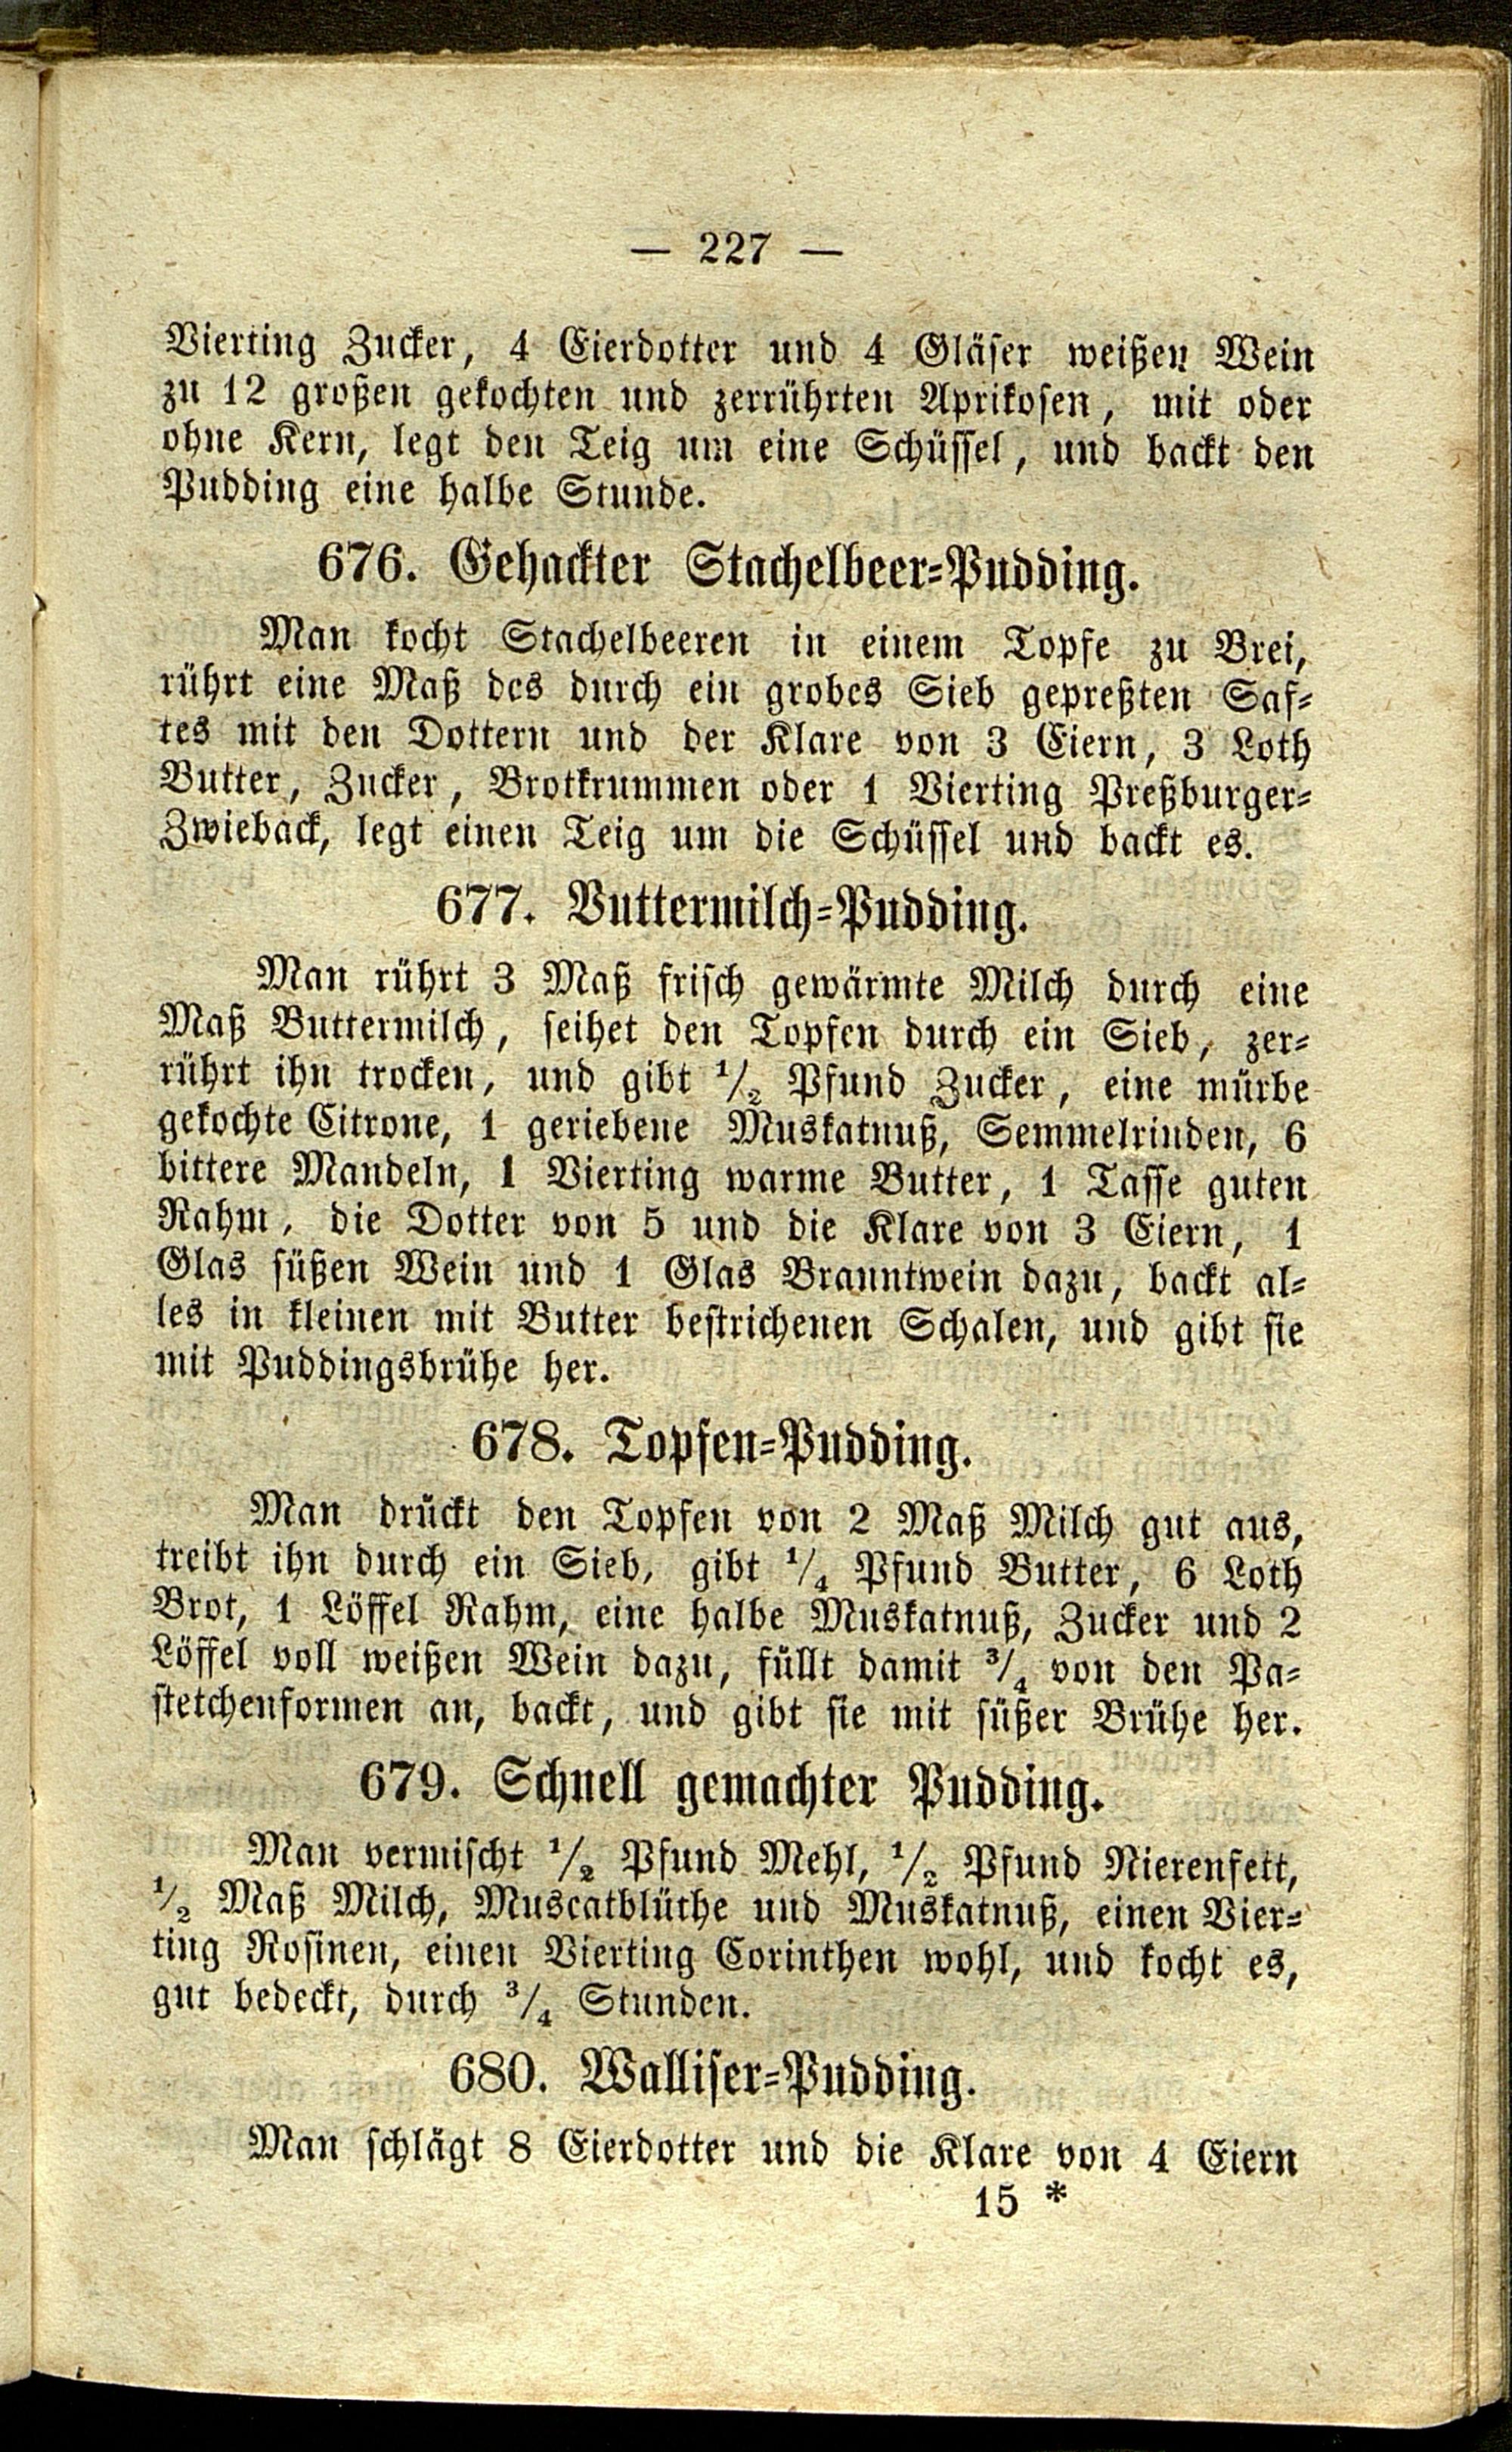 — 227 —
Vierting Zucker, 4 Eierdotter und 4 Gläser weißen Wein
zu 12 großen gekochten und zerrührten Aprikosen, mit oder
ohne Kern, legt den Teig um eine Schüssel, und backt den
Pudding eine halbe Stunde.
676. Gehackter Stachelbeer=Pudding.
Man kocht Stachelbeeren in einem Topfe zu Brei,
rührt eine Maß des durch ein grobes Sieb gepreßten Saf=
tes mit den Dottern und der Klare von 3 Eiern, 3 Loth
Butter, Zucker, Brotkrummen oder 1 Vierting Preßburger=
Zwieback, legt einen Teig um die Schüssel und backt es.
677. Buttermilch=Pudding.
Man rührt 3 Maß frisch gewärmte Milch durch eine
Maß Buttermilch, seihet den Topfen durch ein Sieb, zer=
rührt ihn trocken, und gibt 1/2 Pfund Zucker, eine mürbe
gekochte Citrone, 1 geriebene Muskatnuß, Semmelrinden, 6
bittere Mandeln, 1 Vierting warme Butter, 1 Tasse guten
Rahm, die Dotter von 5 und die Klare von 3 Eiern, 1
Glas süßen Wein und 1 Glas Branntwein dazu, backt al=
les in kleinen mit Butter bestrichenen Schalen, und gibt sie
mit Puddingsbrühe her.
678. Topfen=Pudding.
Man drückt den Topfen von 2 Maß Milch gut aus,
treibt ihn durch ein Sieb, gibt 1/4 Pfund Butter, 6 Loth
Brot, 1 Löffel Rahm, eine halbe Muskatnuß, Zucker und 2
Löffel voll weißen Wein dazu, füllt damit 3/4 von den Pa=
stetchenformen an, backt, und gibt sie mit süßer Brühe her.
679. Schnell gemachter Pudding.
Man vermischt 1/2 Pfund Mehl, 1/2 Pfund Nierenfett,
1/2 Maß Milch, Muscatblüthe und Muskatnuß, einen Vier=
ting Rosinen, einen Vierting Corinthen wohl, und kocht es,
gut bedeckt, durch 3/4 Stunden.
680. Walliser=Pudding.
Man schlägt 8 Eierdotter und die Klare von 4 Eiern
15 *